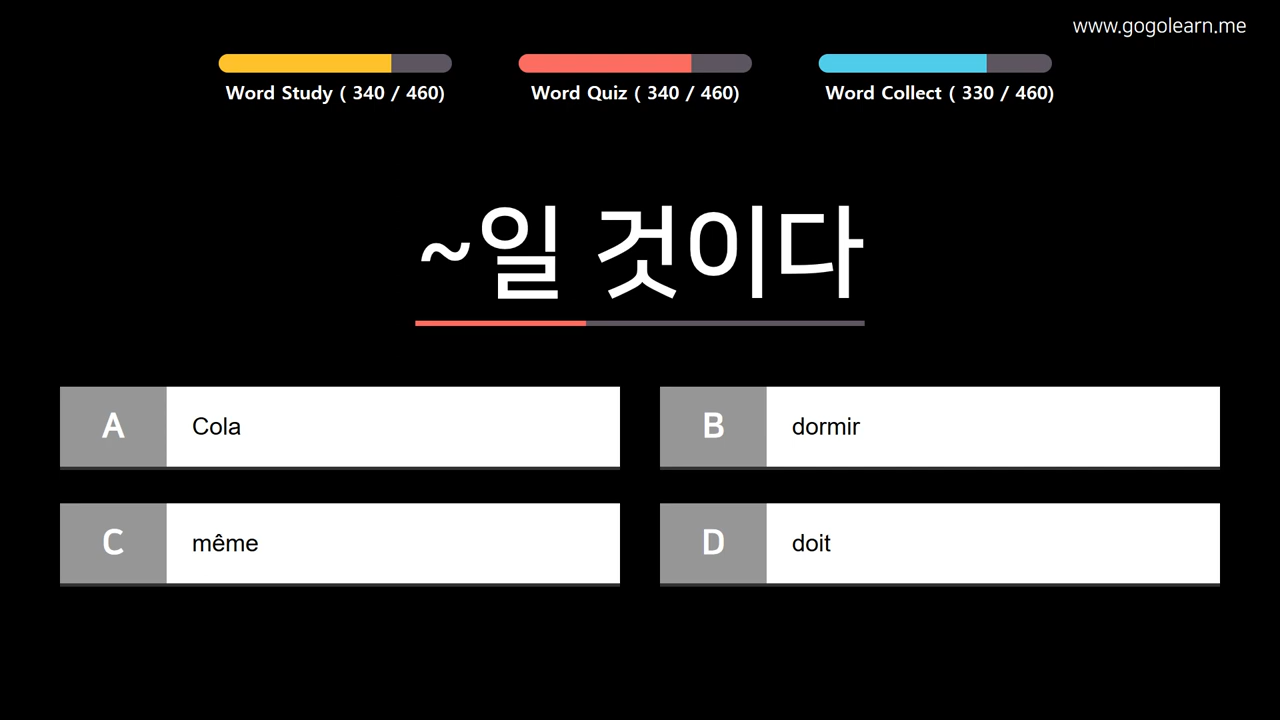 www.gogolearn.me
Word Study ( 340 / 460)
Word Quiz ( 340 / 460)
Word Collect ( 330 / 460)
~일 것이다
A Cola
B dormir
C même
D doit